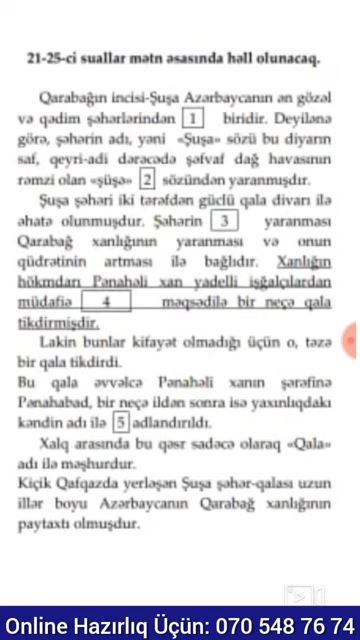 21-25-ci suallar mətn əsasında həll olunacaq.
Qarabağın incisi-Şuşa Azərbaycanın ən gözəl
və qədim şəhərlərindən 1 biridir. Deyilənə
görə, şəhərin adı, yəni «Şuşa» sözü bu diyarın
saf, qeyri-adi dərəcədə şəffaf dağ havasının
rəmzi olan «şüşə» 2 sözündən yaranmışdır.
Şuşa şəhəri iki tərəfdən güclü qala divarı ilə
əhatə olunmuşdur. Şəhərin 3 yaranması
Qarabağ xanlığının yaranması və onun
qüdrətinin artması ilə bağlıdır. Xanlığın
hökmdarı Pənahəli xan yadelli işğalçılardan
müdafiə 4 məqsədilə bir neçə qala
tikdirmişdir.
Lakin bunlar kifayət olmadığı üçün o, təzə
bir qala tikdirdi.
Bu qala əvvəlcə Pənahəli xanın şərəfinə
Pənahabad, bir neçə ildən sonra isə yaxınlıqdakı
kəndin adı ilə 5 adlandırıldı.
Xalq arasında bu qəsr sadəcə olaraq «Qala»
adı ilə məşhurdur.
Kiçik Qafqazda yerləşən Şuşa şəhər-qalası uzun
illər boyu Azərbaycanın Qarabağ xanlığının
paytaxtı olmuşdur.
Online Hazırlıq Üçün: 070 548 76 74